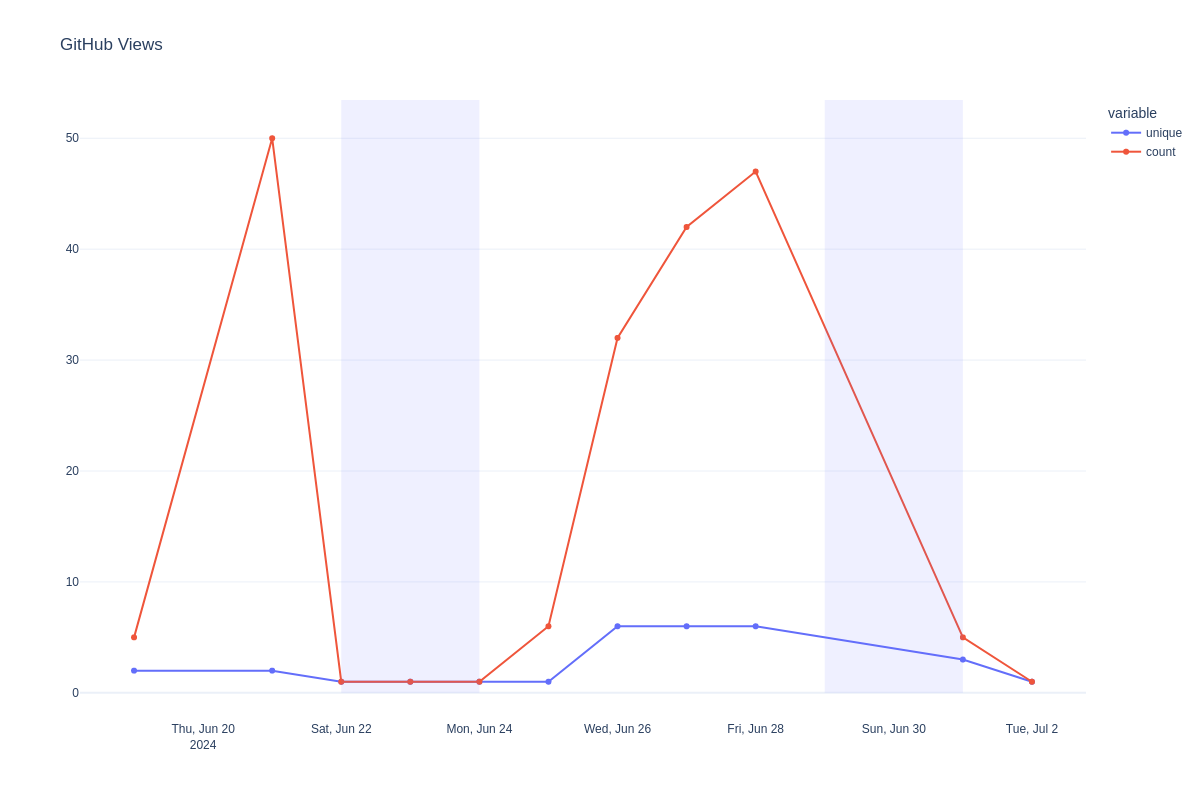 GitHub Views
variable
unique
count
50
40
30
20
10
0
Thu, Jun 20
2024
Sat, Jun 22
Mon, Jun 24
Wed, Jun 26
Fri, Jun 28
Sun, Jun 30
Tue, Jul 2